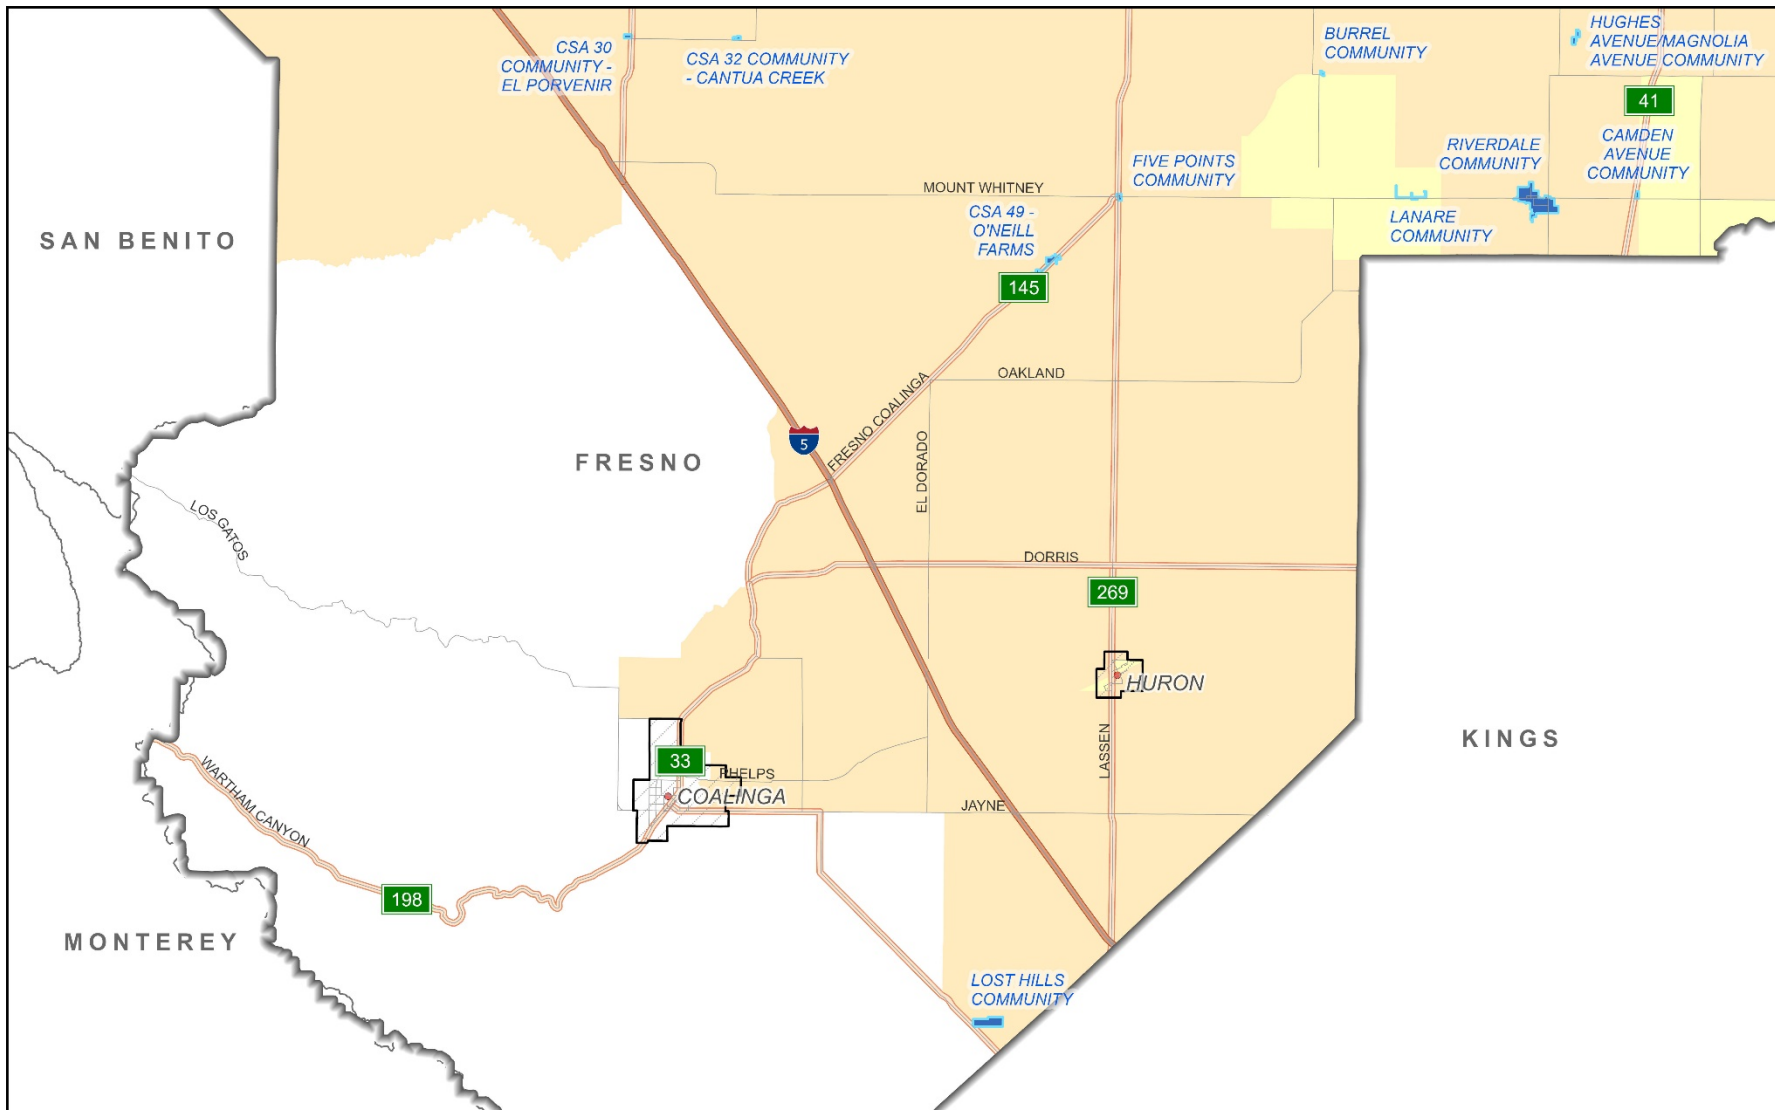 CSA 30
COMMUNITY -
EL PORVENIR
CSA 32 COMMUNITY
- CANTUA CREEK
BURREL
COMMUNITY
HUGHES
AVENUE/MAGNOLIA
AVENUE COMMUNITY
41
RIVERDALE
COMMUNITY
CAMDEN
AVENUE
COMMUNITY
FIVE POINTS
COMMUNITY
MOUNT WHITNEY
CSA 49 -
O'NEILL
FARMS
LANARE
COMMUNITY
SAN BENITO
145
OAKLAND
FRESNO COALINGA
5
FRESNO
EL DORADO
LOS GATOS
DORRIS
269
HURON
KINGS
LASSEN
33
PHELPS
COALINGA
JAYNE
WARTHAM CANYON
198
MONTEREY
LOST HILLS
COMMUNITY